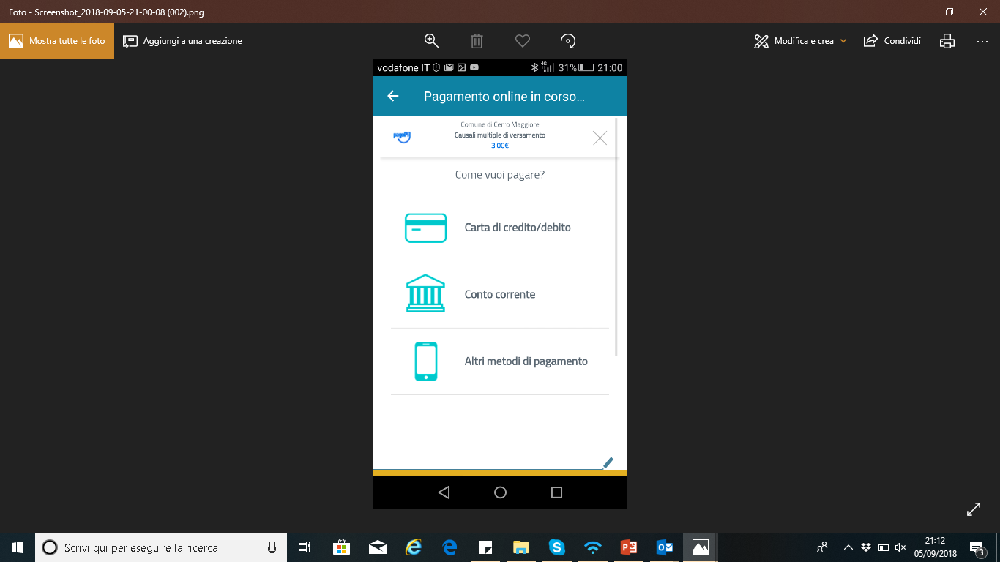 Foto - Screenshot_2018-09-05-21-00-08 (002).png
Mostra tutte le foto
Aggiungi a una creazione
Modifica e crea
Condividi
vodafone IT
4G
31%
21:00
Pagamento online in corso...
pagoPA
Comune di Cerro Maggiore
Causali multiple di versamento
3,00€
Come vuoi pagare?
Carta di credito/debito
Conto corrente
Altri metodi di pagamento
Scrivi qui per eseguire la ricerca
21:12
05/09/2018
3